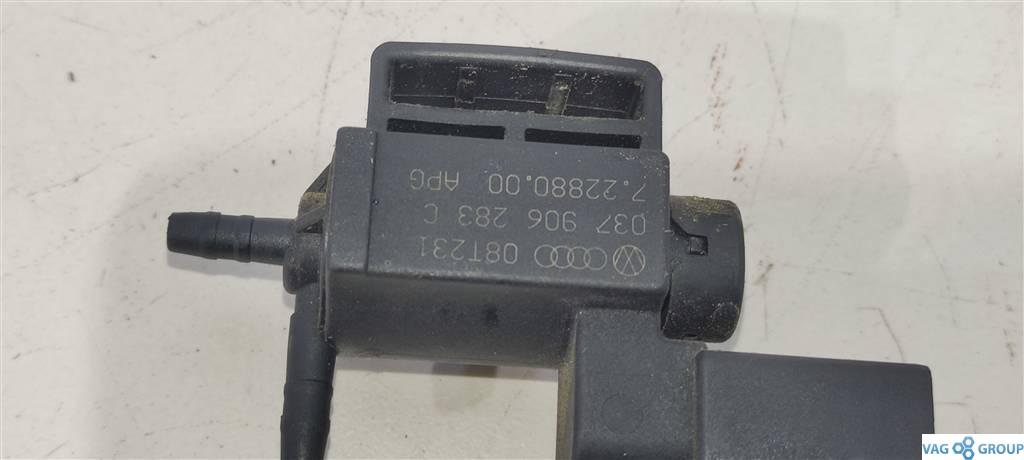 08T231
037 906 283 C
7.22880.00 APG
VAG GROUP